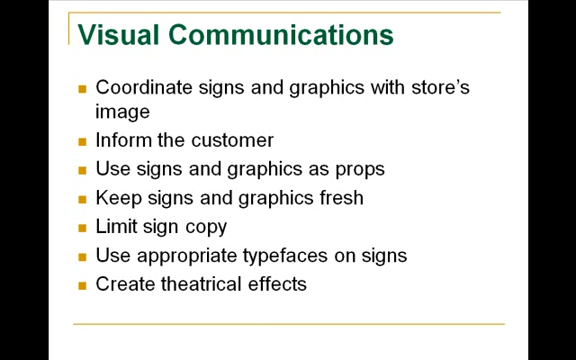 Visual Communications
Coordinate signs and graphics with store's
image
Inform the customer
Use signs and graphics as props
Keep signs and graphics fresh
Limit sign copy
Use appropriate typefaces on signs
Create theatrical effects